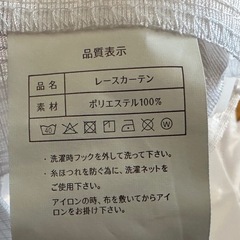 品質表示
品名 レースカーテン
素材 ポリエステル100%
・洗濯時フックを外して洗って下さい。
・糸ほつれを防ぐ為に、洗濯ネットを
ご使用下さい。
アイロンの時、布を敷いてからアイ
ロンをお掛け下さい。